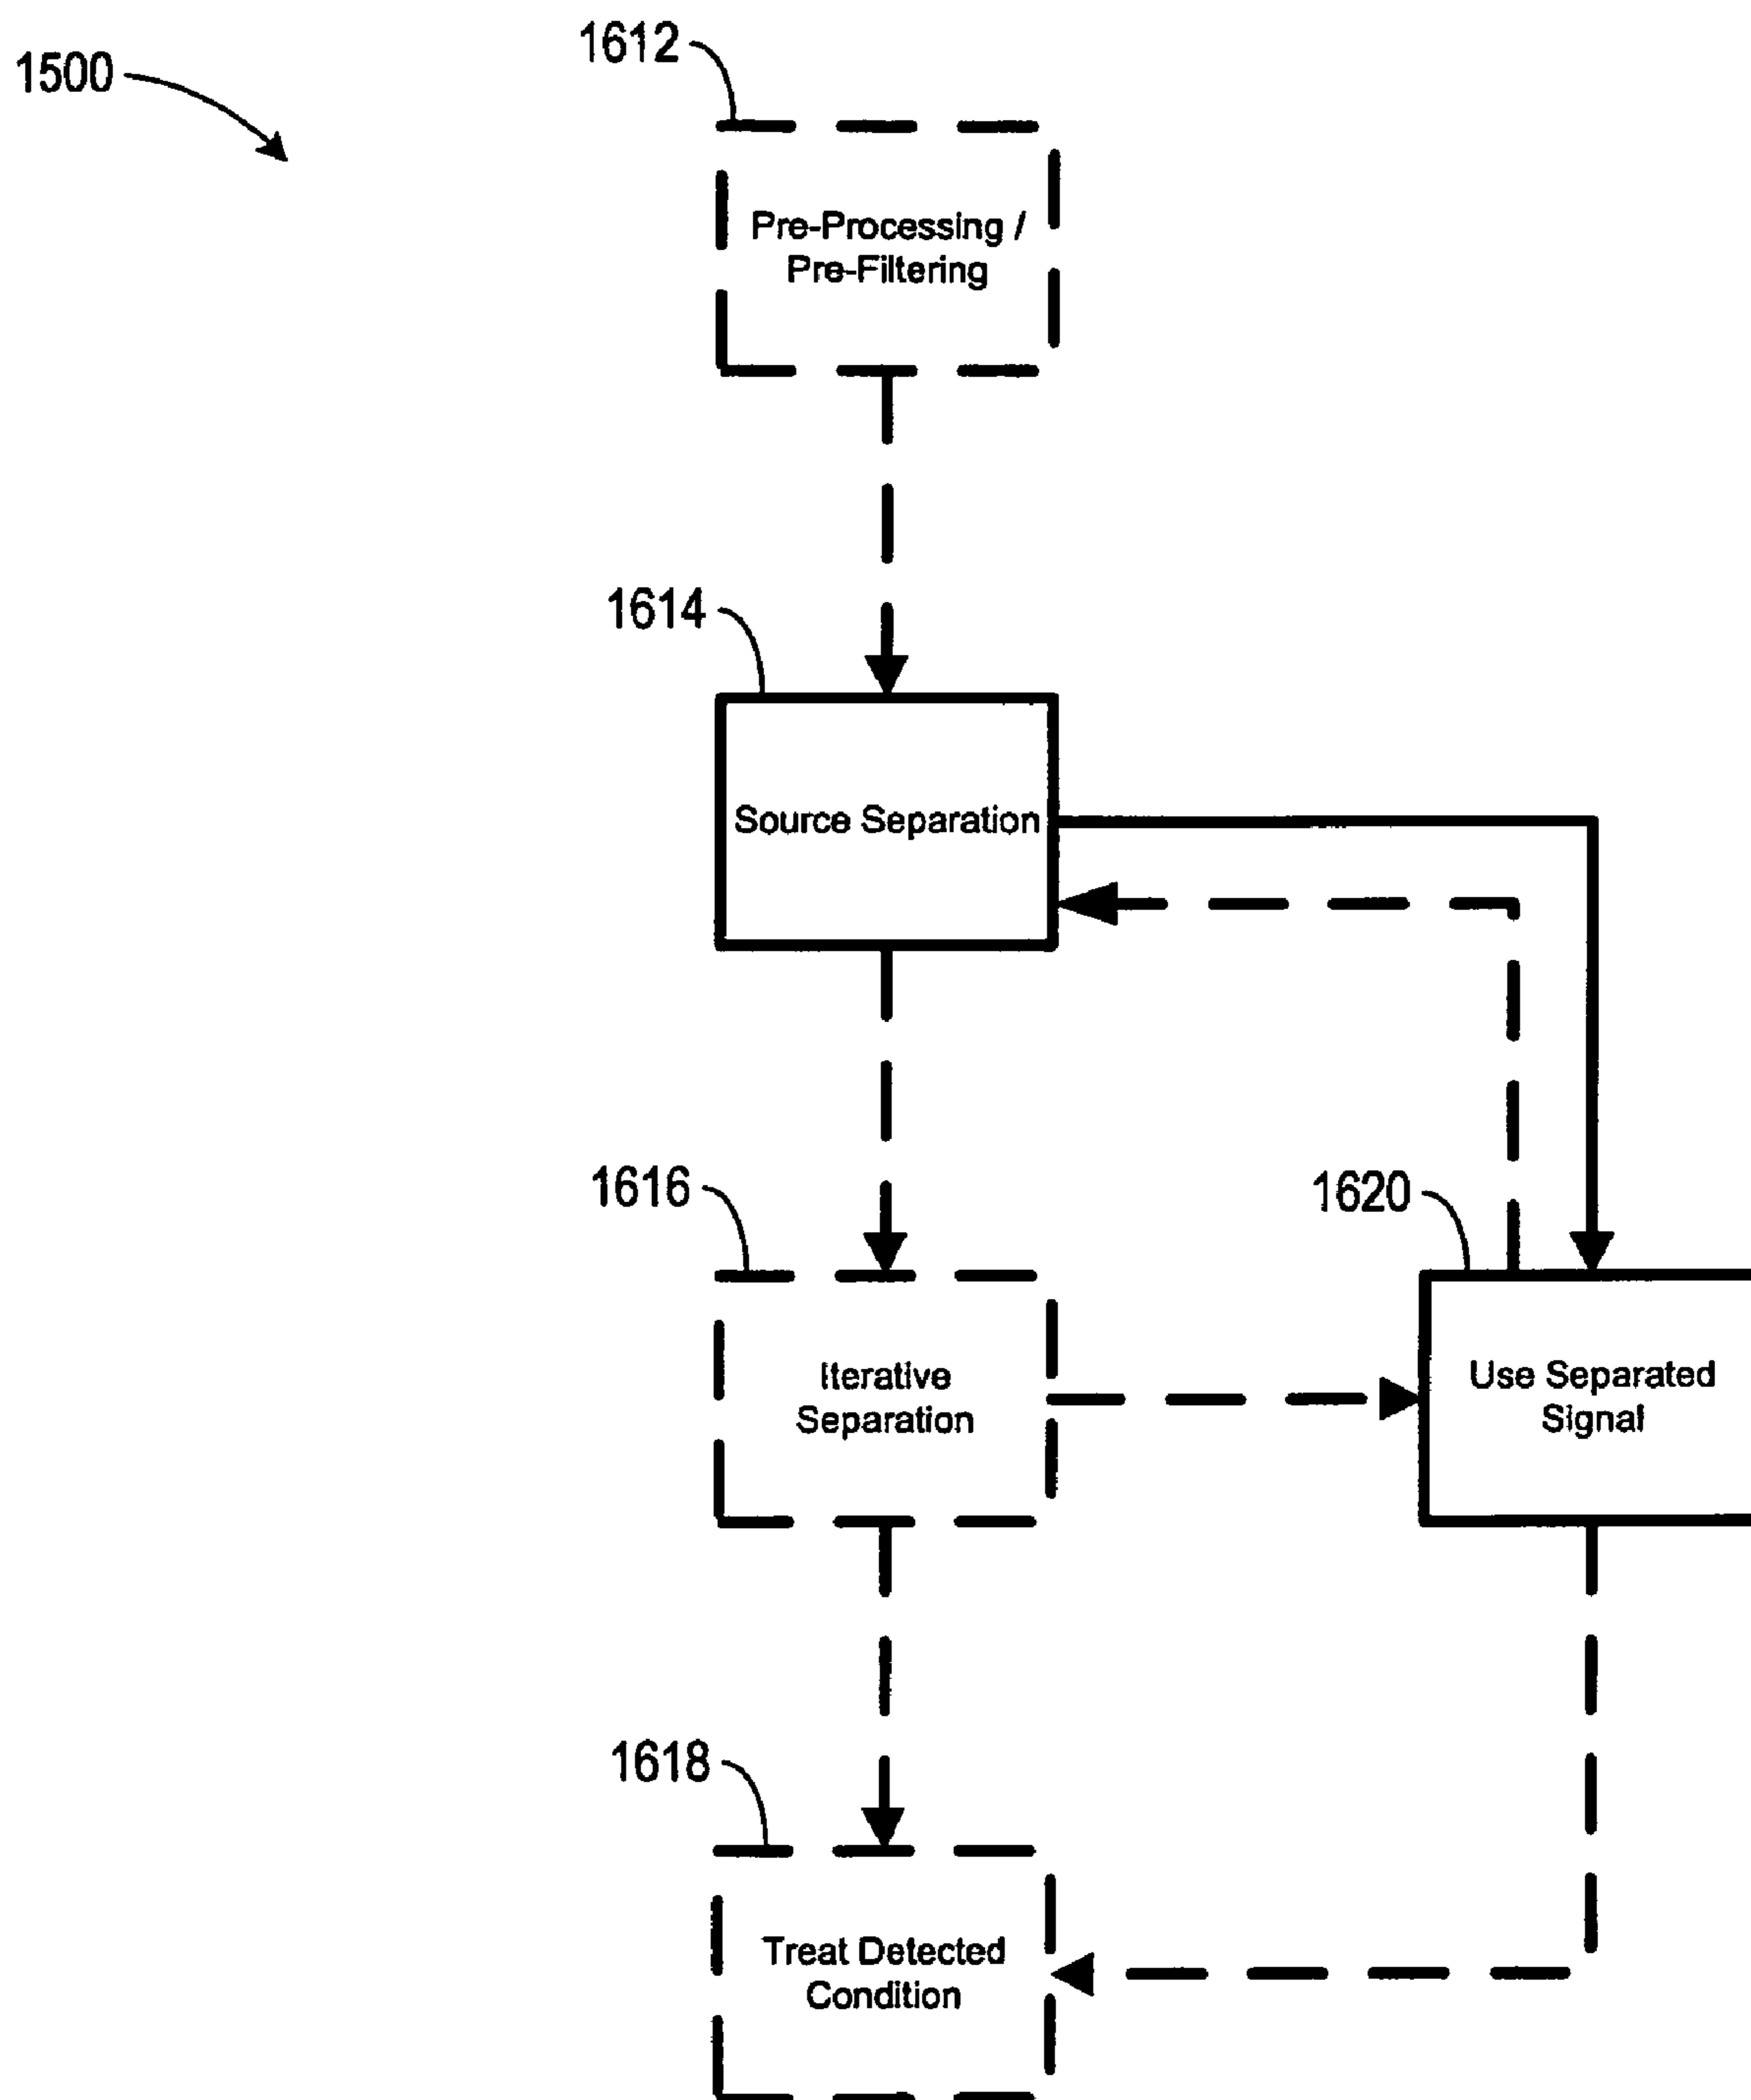 1500
1612
Pre-Processing /
Pre-Filtering
1614
Source Separation
1616
Iterative
Separation
1620
Use Separated
Signal
1618
Treat Detected
Condition